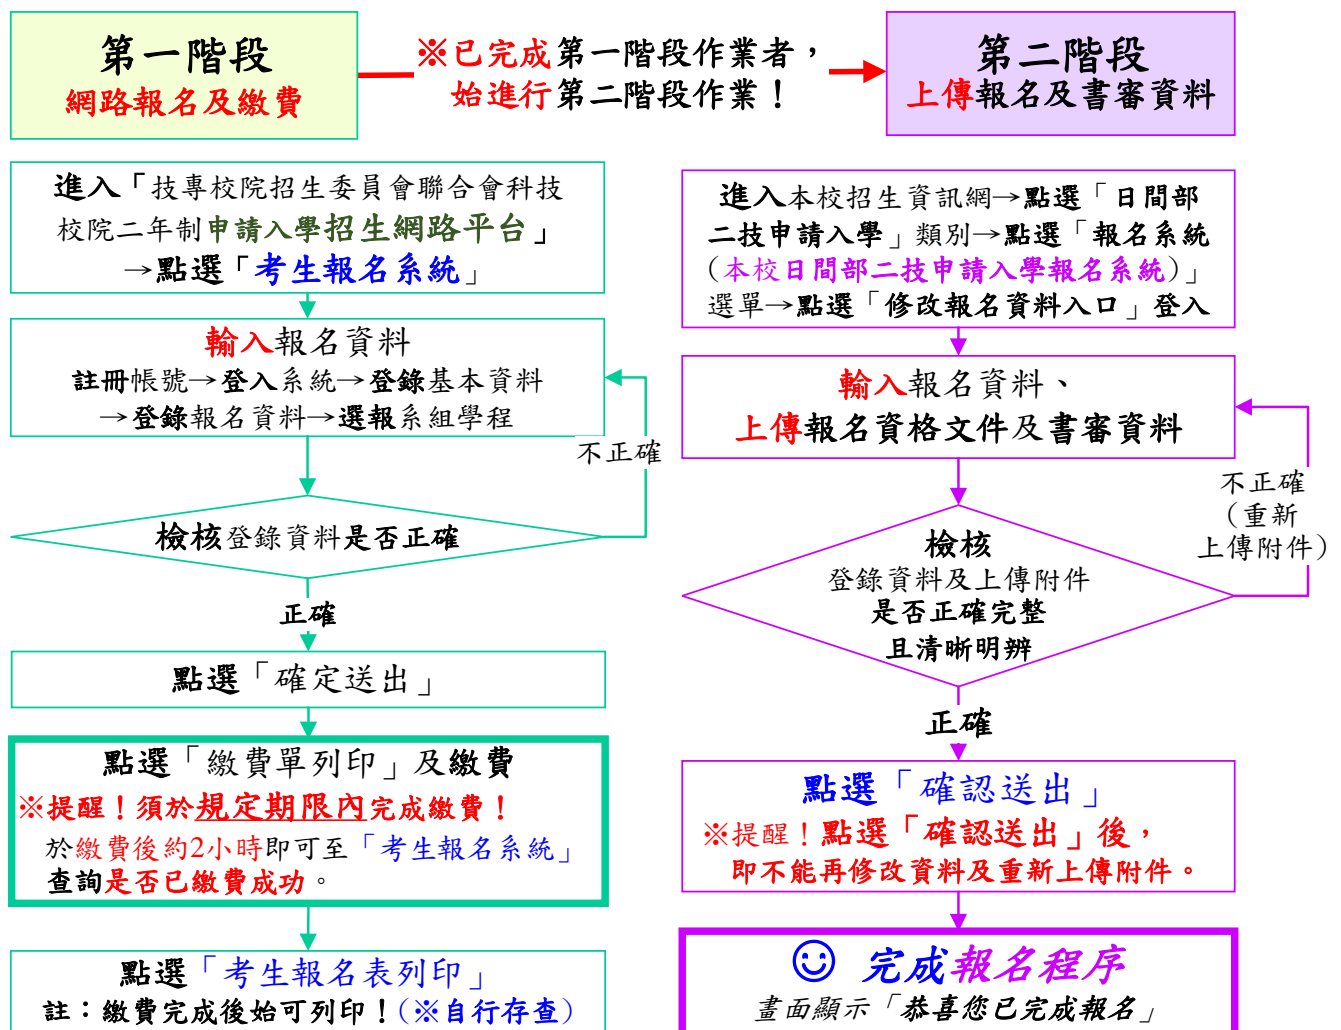 第一階段
網路報名及繳費
※已完成第一階段作業者，
始進行第二階段作業！
第二階段
上傳報名及書審資料
進入「技專校院招生委員會聯合會科技
校院二年制申請入學招生網路平台」
→點選「考生報名系統」
輸入報名資料
註冊帳號→登入系統→登錄基本資料
→登錄報名資料→選報系組學程
不正確
檢核登錄資料是否正確
正確
點選「確定送出」
點選「繳費單列印」及繳費
※提醒！須於規定期限內完成繳費！
於繳費後約2小時即可至「考生報名系統」
查詢是否已繳費成功。
點選「考生報名表列印」
註：繳費完成後始可列印！(※自行存查)
進入本校招生資訊網→點選「日間部
二技申請入學」類別→點選「報名系統
(本校日間部二技申請入學報名系統)」
選單→點選「修改報名資料入口」登入
輸入報名資料、
上傳報名資格文件及書審資料
不正確
(重新
上傳附件)
檢核
登錄資料及上傳附件
是否正確完整
且清晰明辨
正確
點選「確認送出」
※提醒！點選「確認送出」後，
即不能再修改資料及重新上傳附件。
完成報名程序
畫面顯示「恭喜您已完成報名」